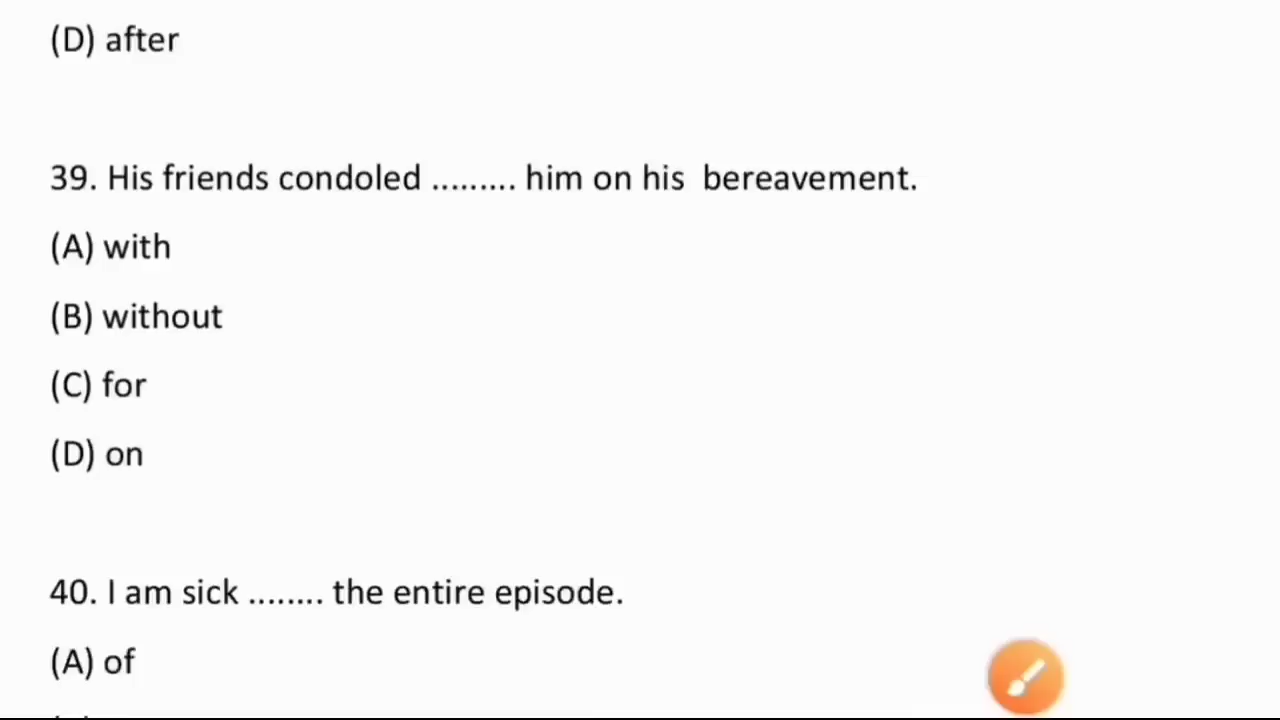 (D) after
39. His friends condoled ......... him on his  bereavement.
(A) with
(B) without
(C) for
(D) on
40. I am sick ........ the entire episode.
(A) of